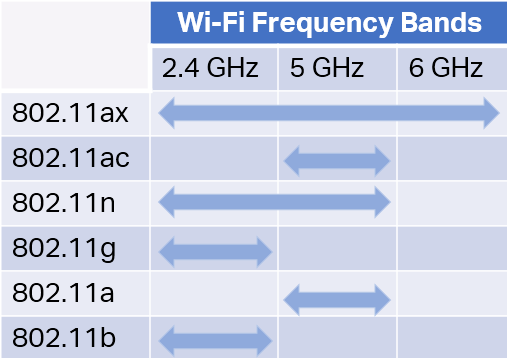 Wi-Fi Frequency Bands
2.4 GHz 5 GHz 6 GHz
802.11ax
802.11ac
802.11n
802.11g
802.11a
802.11b